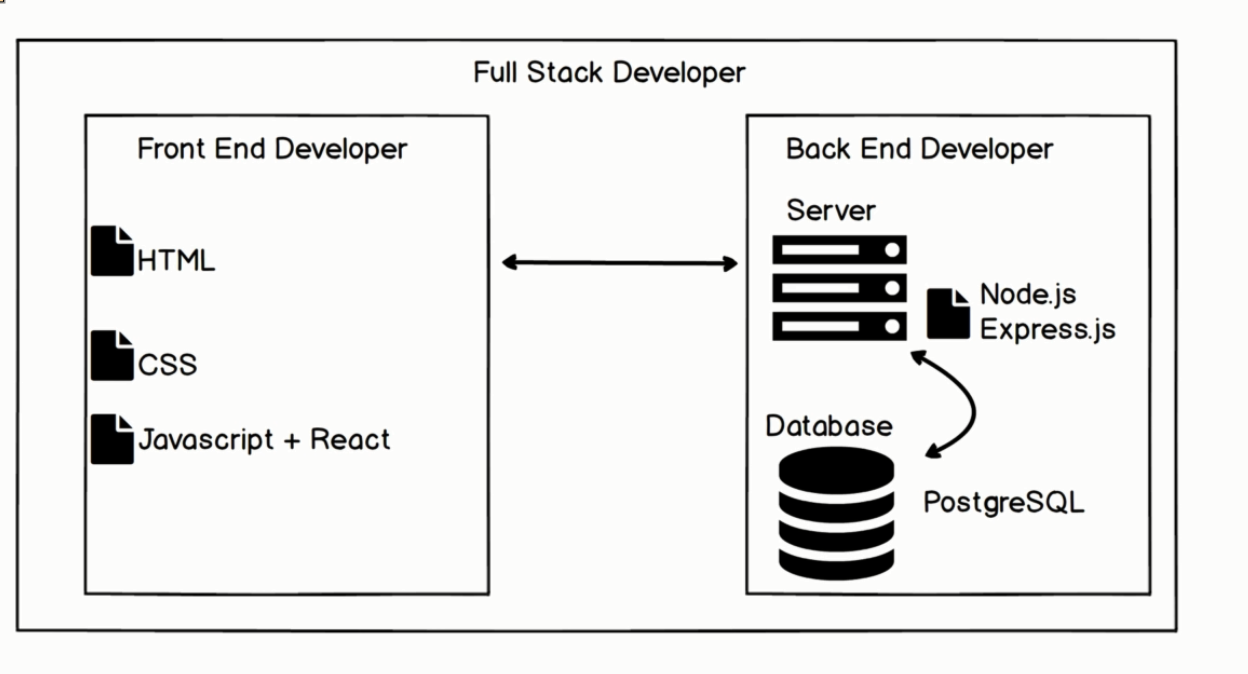 Full Stack Developer
Front End Developer
HTML
CSS
Javascript + React
Back End Developer
Server
Node.js
Express.js
Database
PostgreSQL